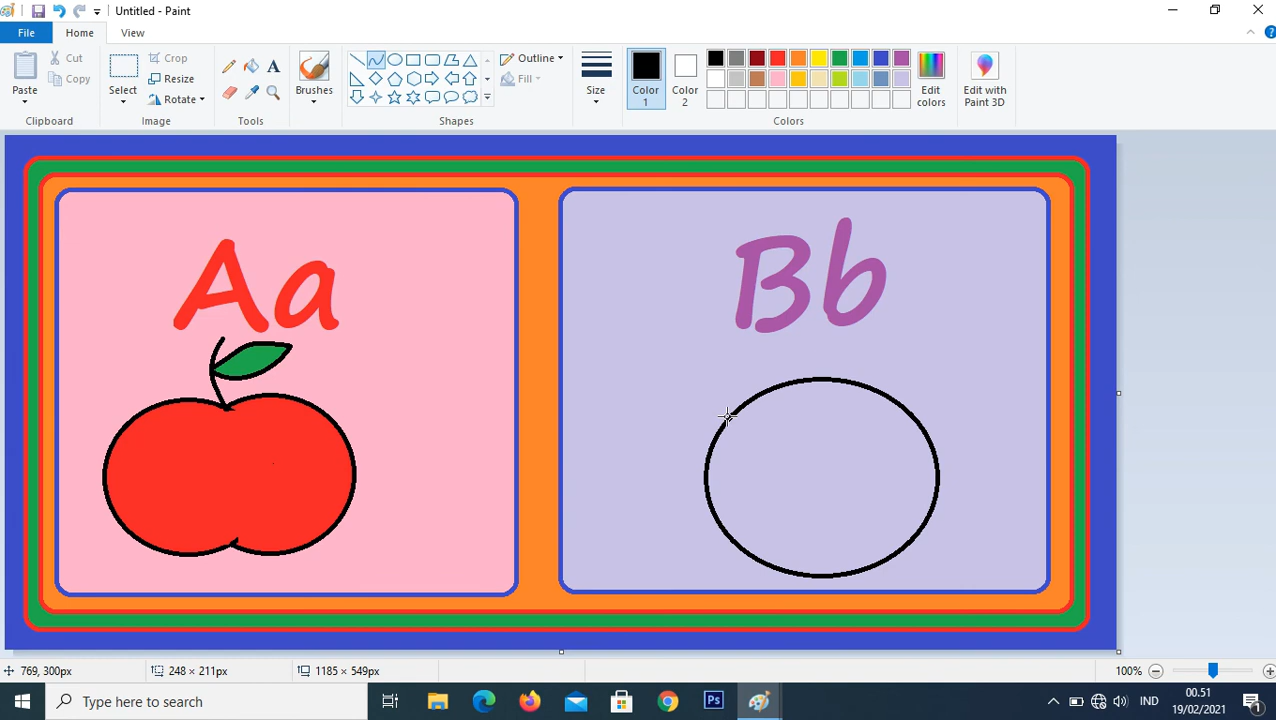 Untitled - Paint
File
Home
View
Paste
Cut
Copy
Clipboard
Select
Crop
Resize
Rotate
Image
A
Tools
Brushes
Shapes
Outline
Fill
Size
Color 1
Color 2
Edit colors
Colors
Edit with Paint 3D
Aa
Bb
769, 300px
248 × 211px
1185 × 549px
100%
Type here to search
Ps
IND
00.51
19/02/2021
1